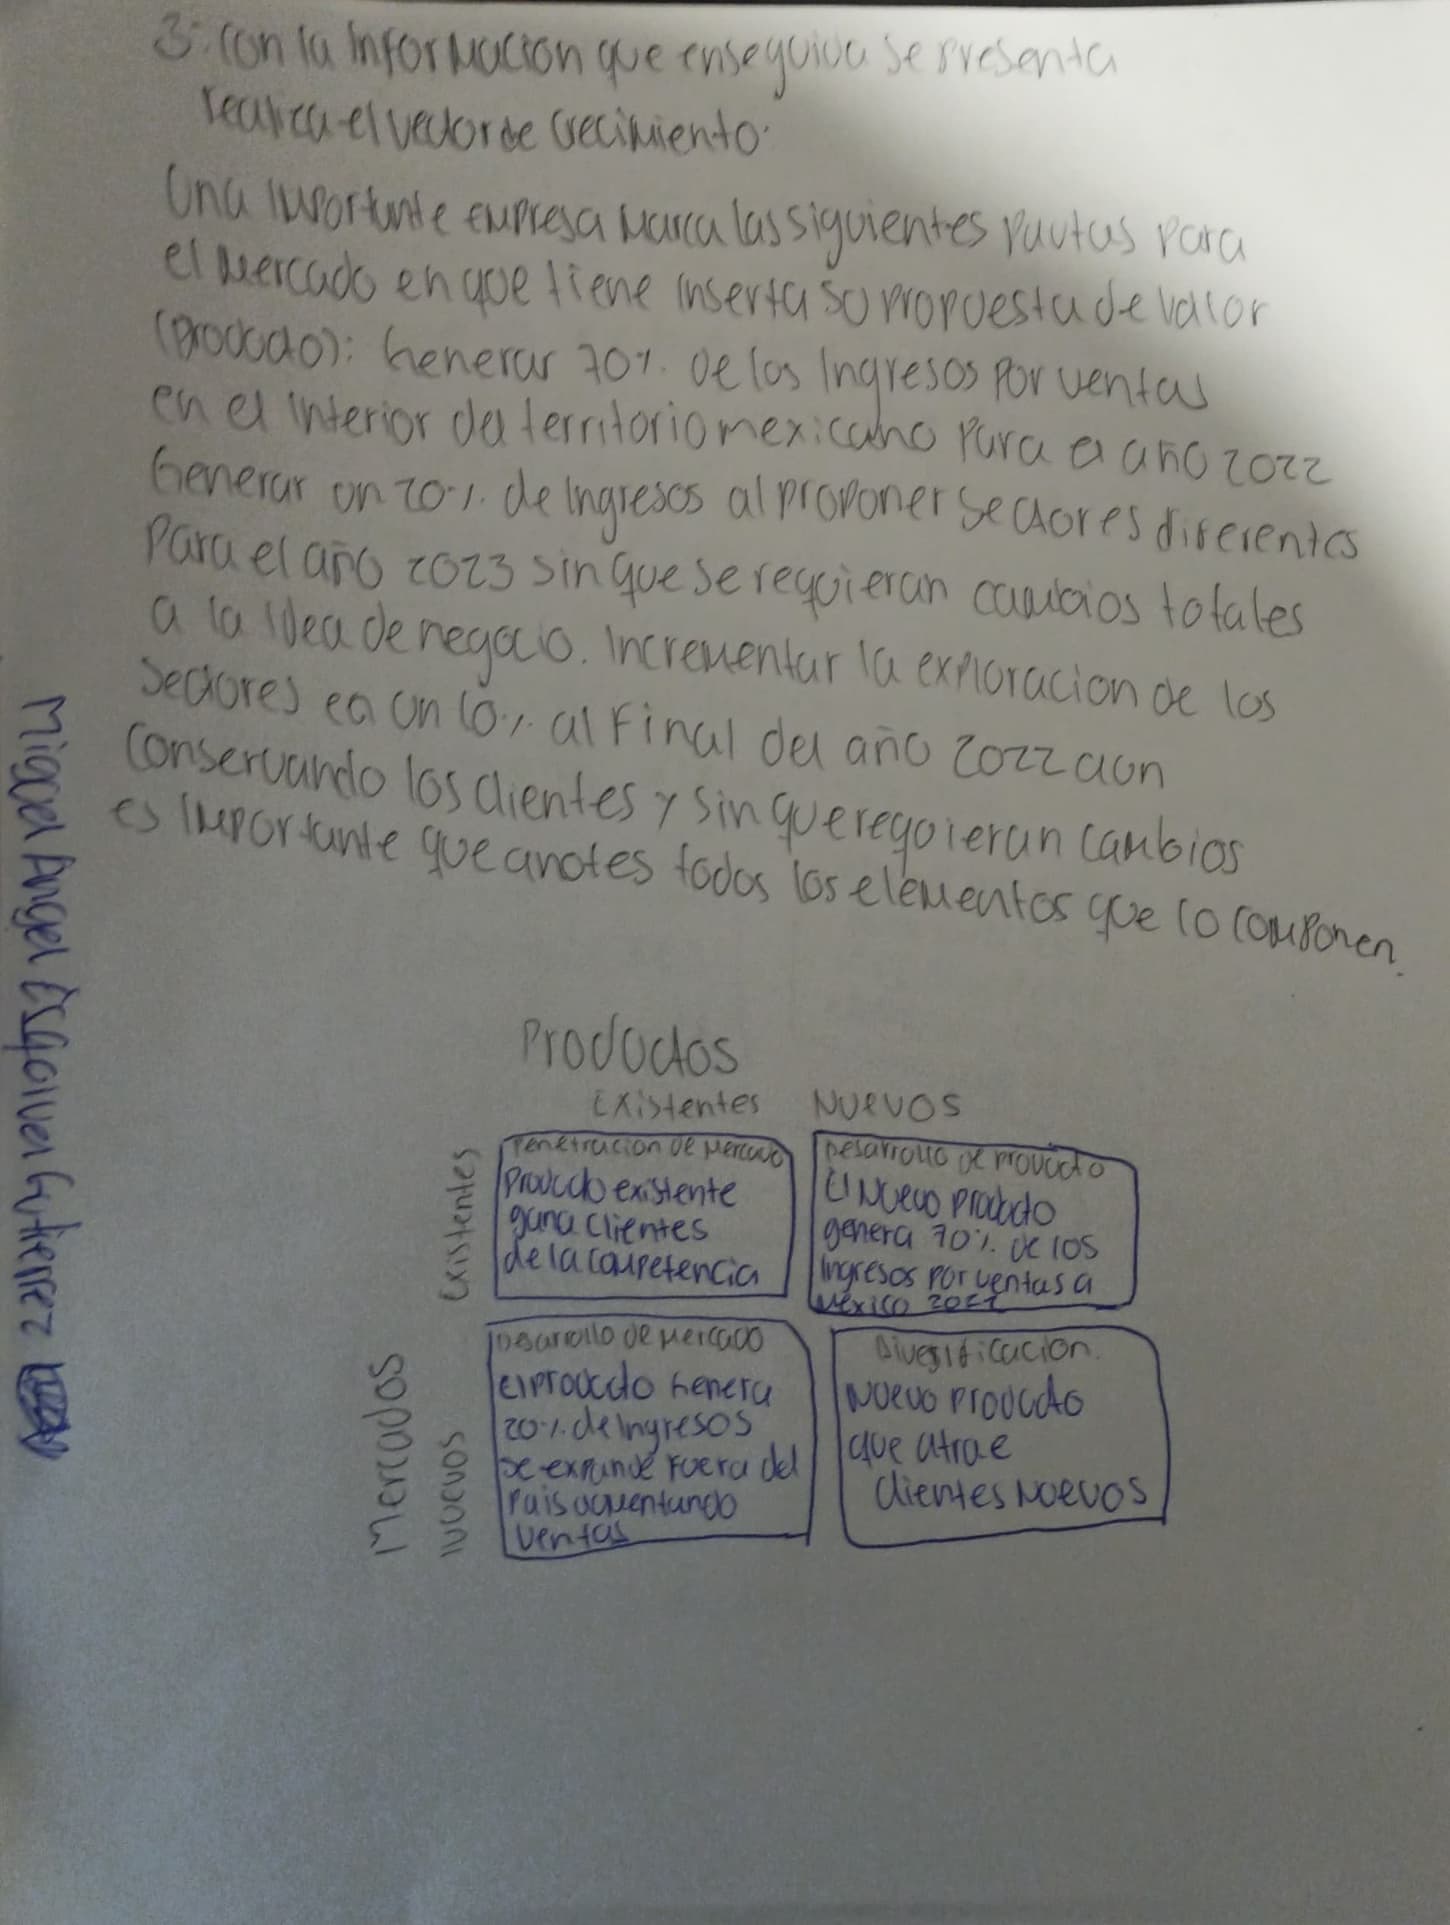 3. Con la Informacion que enseguida se presenta
realiza el vector de Crecimiento.
Una importante empresa marca las siguientes pautas para
el mercado en que tiene inserta su propuesta de valor
(producto): Generar 70%. De los Ingresos por ventas
en el interior del territorio mexicano para el año 2022
Generar un 20%. de Ingresos al proponer sectores diferentes
para el año 2023 sin que se requieran cambios totales
a la idea de negocio. Incrementar la exploracion de los
sectores en un 10%. al Final del año 2022 aun
conservando los clientes y sin que requieran cambios
es importante que anotes todos los elementos que lo componen.
Miguel Angel Esquivel Gutierrez
Productos
Existentes Nuevos
Mercados
Existentes
Penetracion de Mercado
Producto existente
gana clientes
de la competencia
Desarrollo de producto
El Nuevo producto
genera 70%. de los
Ingresos por ventas a
México 2022
nuevos
Desarrollo de Mercado
El producto Genera
20%. de Ingresos
se expande fuera del
pais aumentando
ventas
Diversificacion.
Nuevo producto
que atrae
clientes Nuevos